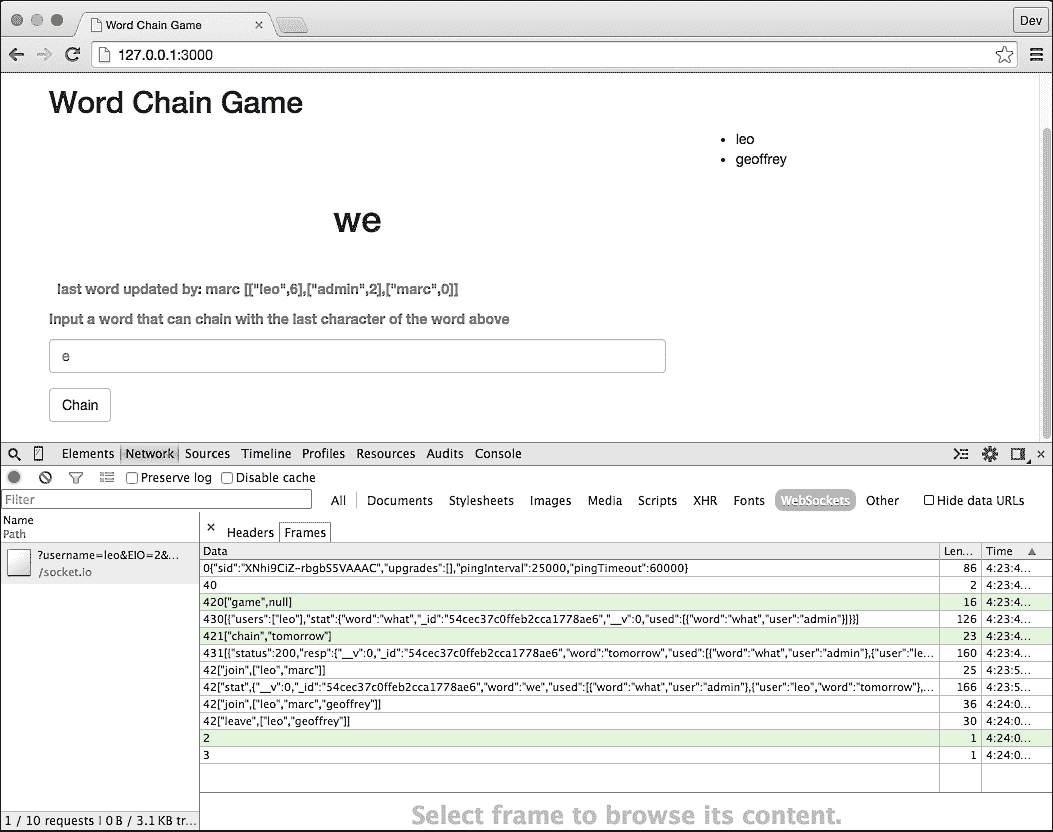 Word Chain Game
Dev
127.0.0.1:3000
Word Chain Game
leo
geoffrey
we
last word updated by: marc [["leo",6],["admin",2],["marc",0]]
Input a word that can chain with the last character of the word above
e
Chain
Elements Network Sources Timeline Profiles Resources Audits Console
Preserve log Disable cache
Filter All Documents Stylesheets Images Media Scripts XHR Fonts WebSockets Other Hide data URLs
Name
Path
× Headers Frames
Data Len... Time
?username=leo&EIO=2&...
/socket.io
0{"sid":"XNhi9CiZ-rbgbS5VAAAC","upgrades":[],"pingInterval":25000,"pingTimeout":60000} 86 4:23:4...
40 2 4:23:4...
420["game",null] 16 4:23:4...
430[{"users":["leo"],"stat":{"word":"what","_id":"54cec37c0ffeb2cca1778ae6","__v":0,"used":[{"word":"what","user":"admin"}]}}] 126 4:23:4...
421["chain","tomorrow"] 23 4:23:4...
431[{"status":200,"resp":{"__v":0,"_id":"54cec37c0ffeb2cca1778ae6","word":"tomorrow","used":[{"word":"what","user":"admin"},{"user":"le... 160 4:23:4...
42["join",["leo","marc"]] 25 4:23:5...
42["stat",{"__v":0,"_id":"54cec37c0ffeb2cca1778ae6","word":"we","used":[{"word":"what","user":"admin"},{"user":"leo","word":"tomorrow"},... 166 4:23:5...
42["join",["leo","marc","geoffrey"]] 36 4:24:0...
42["leave",["leo","geoffrey"]] 30 4:24:0...
2 1 4:24:0...
3 1 4:24:0...
Select frame to browse its content.
1 / 10 requests | 0 B / 3.1 KB tr...